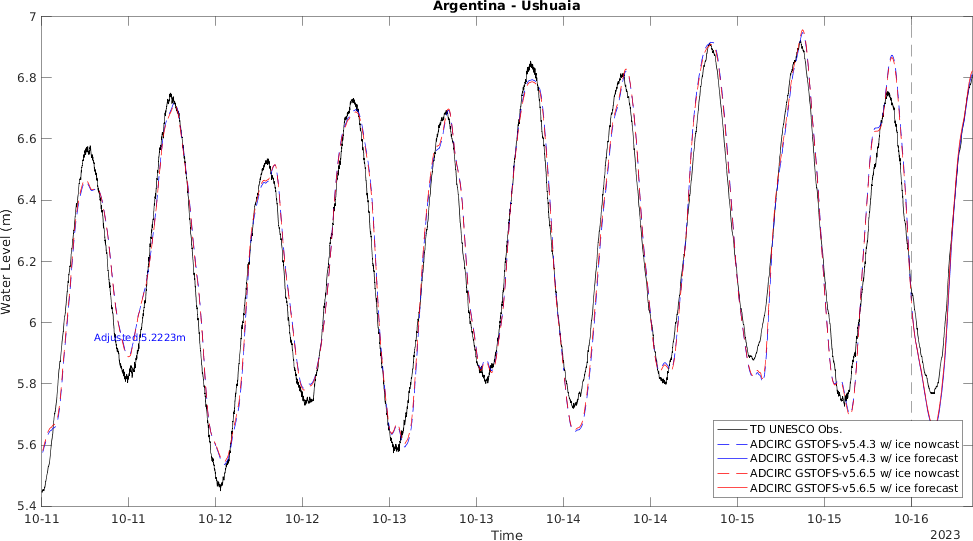 Argentina - Ushuaia
7
6.8
6.6
6.4
6.2
6
5.8
5.6
5.4
Water Level (m)
Adjusted 5.2223m
TD UNESCO Obs.
ADCIRC GSTOFS-v5.4.3 w/ ice nowcast
ADCIRC GSTOFS-v5.4.3 w/ ice forecast
ADCIRC GSTOFS-v5.6.5 w/ ice nowcast
ADCIRC GSTOFS-v5.6.5 w/ ice forecast
10-11 10-11 10-12 10-12 10-13 10-13 10-14 10-14 10-15 10-15 10-16
Time
2023